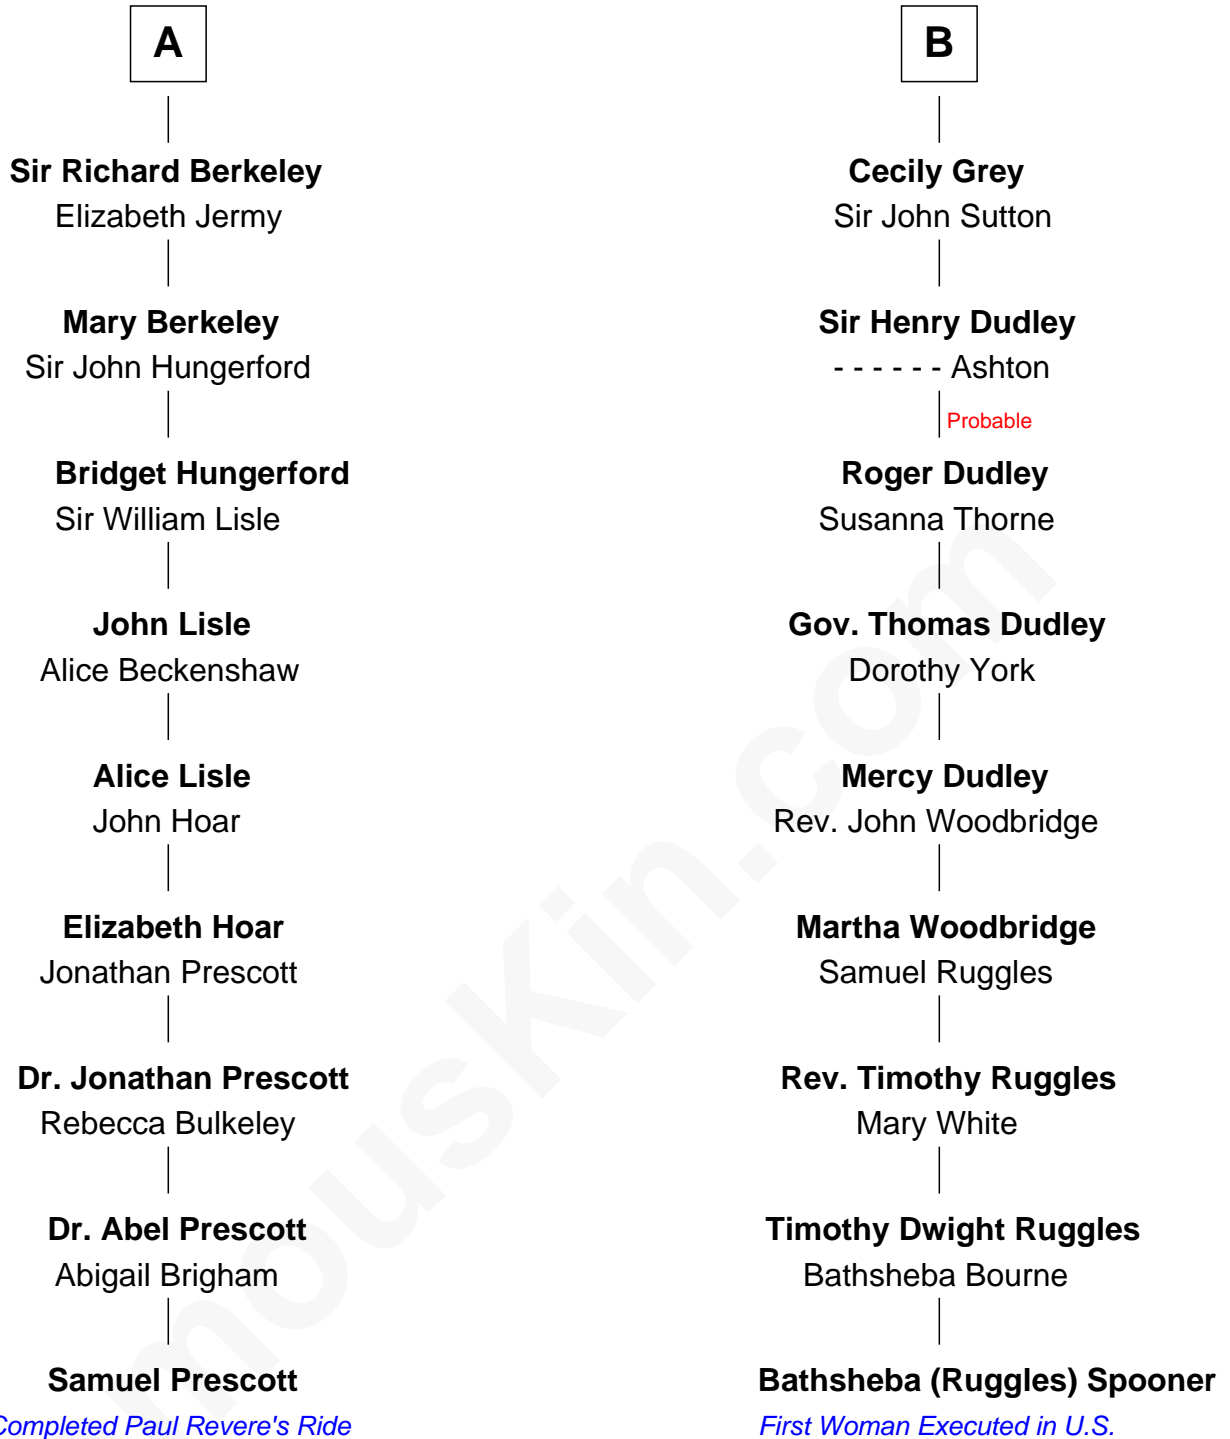 A
Sir Richard Berkeley
Elizabeth Jermy
Mary Berkeley
Sir John Hungerford
Bridget Hungerford
Sir William Lisle
John Lisle
Alice Beckenshaw
Alice Lisle
John Hoar
Elizabeth Hoar
Jonathan Prescott
Dr. Jonathan Prescott
Rebecca Bulkeley
Dr. Abel Prescott
Abigail Brigham
Samuel Prescott
Completed Paul Revere's Ride
B
Cecily Grey
Sir John Sutton
Sir Henry Dudley
- - - - - - Ashton
Probable
Roger Dudley
Susanna Thorne
Gov. Thomas Dudley
Dorothy York
Mercy Dudley
Rev. John Woodbridge
Martha Woodbridge
Samuel Ruggles
Rev. Timothy Ruggles
Mary White
Timothy Dwight Ruggles
Bathsheba Bourne
Bathsheba (Ruggles) Spooner
First Woman Executed in U.S.
mousKin.com